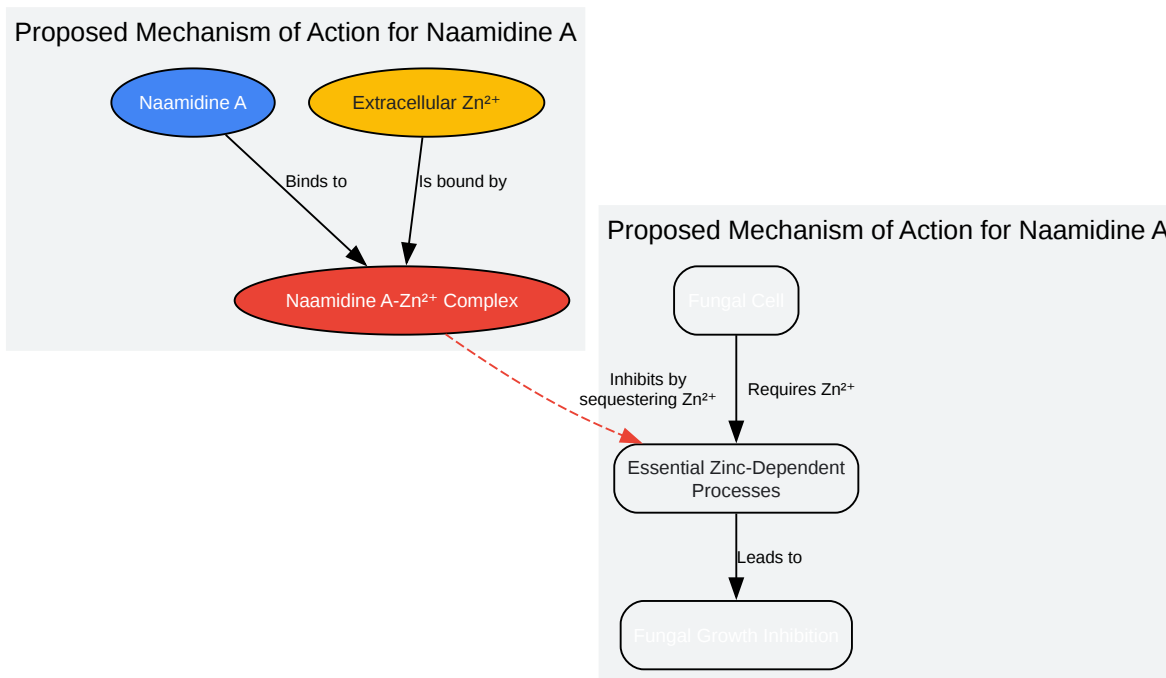 Proposed Mechanism of Action for Naamidine A
Naamidine A
Extracellular Zn²⁺
Binds to
Is bound by
Naamidine A-Zn²⁺ Complex
Proposed Mechanism of Action for Naamidine A
Fungal Cell
Inhibits by
sequestering Zn²⁺
Requires Zn²⁺
Essential Zinc-Dependent
Processes
Leads to
Fungal Growth Inhibition